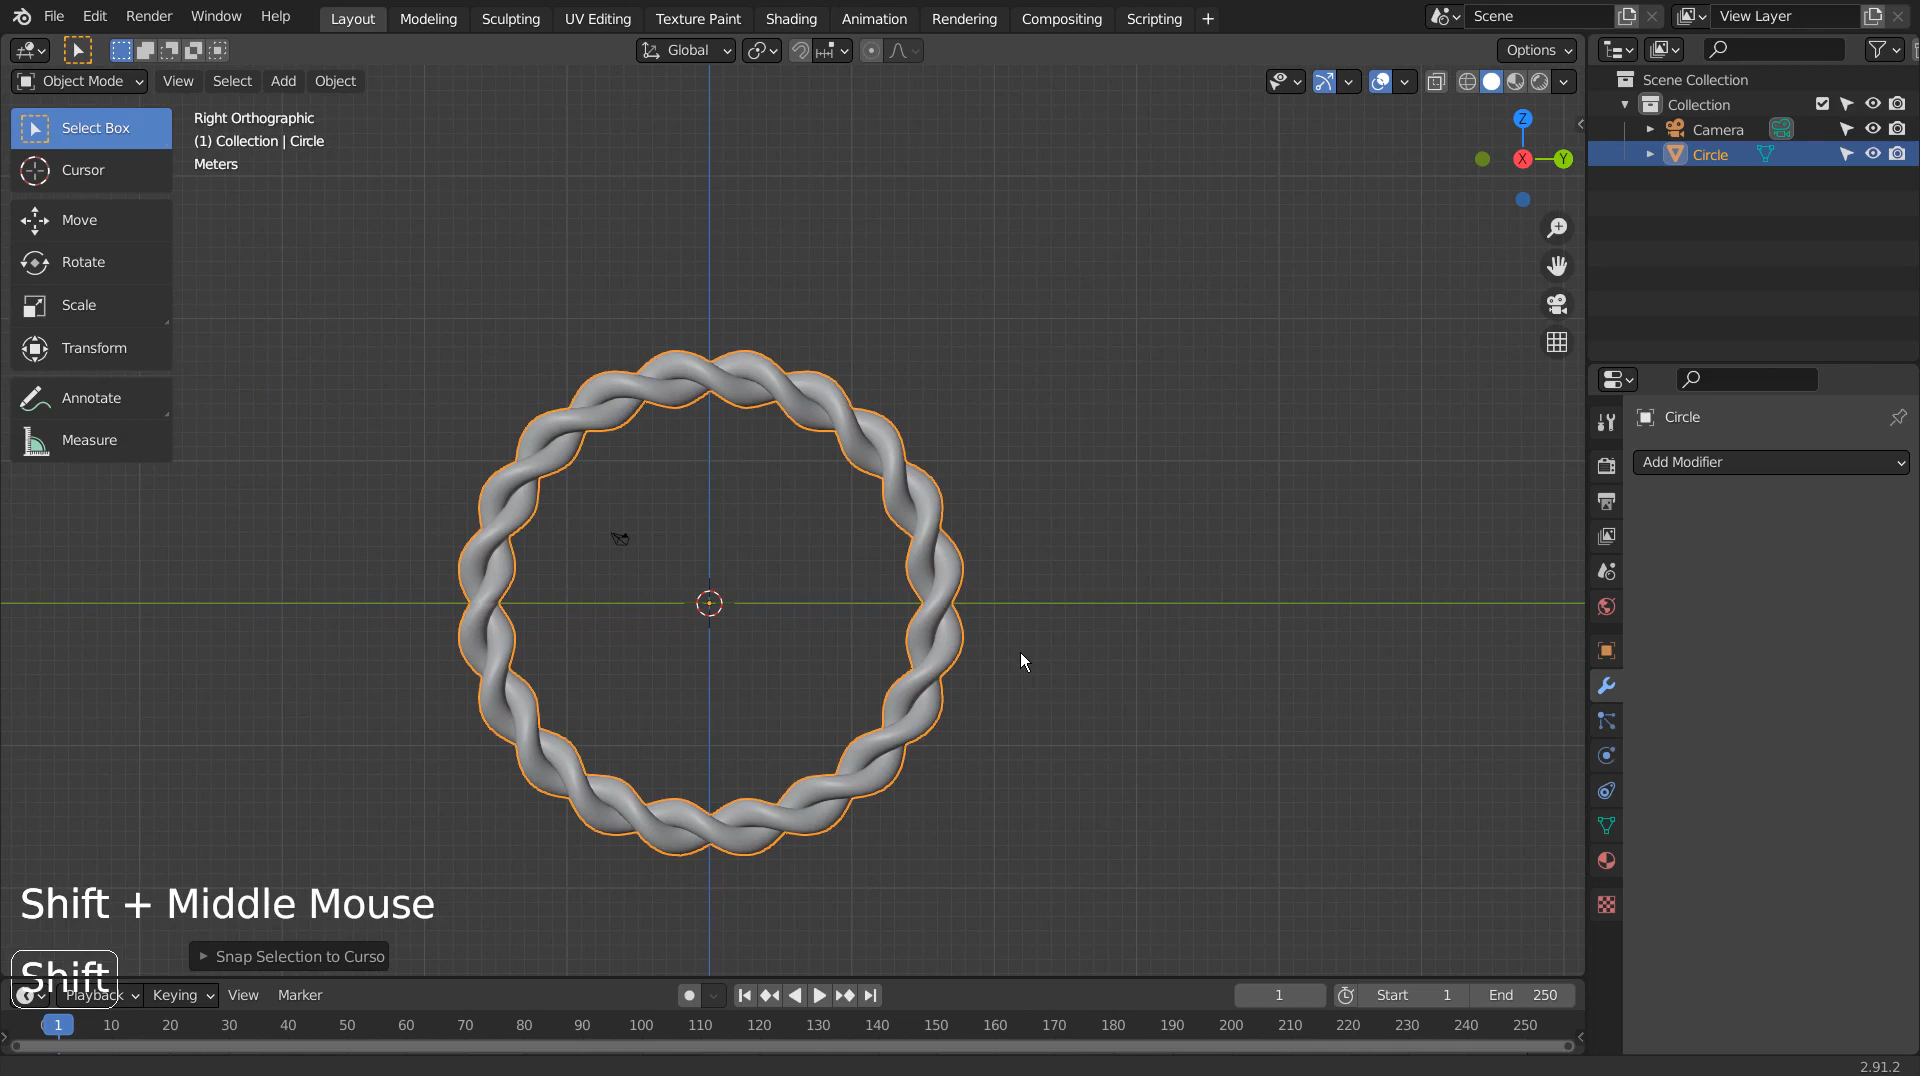 File Edit Render Window Help Layout Modeling Sculpting UV Editing Texture Paint Shading Animation Rendering Compositing Scripting + Scene View Layer
Global Options
Object Mode View Select Add Object
Select Box
Cursor
Move
Rotate
Scale
Transform
Annotate
Measure
Right Orthographic
(1) Collection | Circle
Meters
Z
X
Y
Scene Collection
Collection
Camera
Circle
Circle
Add Modifier
Shift + Middle Mouse
Snap Selection to Curso
Shift
Playback Keying View Marker 1 Start 1 End 250
1 10 20 30 40 50 60 70 80 90 100 110 120 130 140 150 160 170 180 190 200 210 220 230 240 250
2.91.2